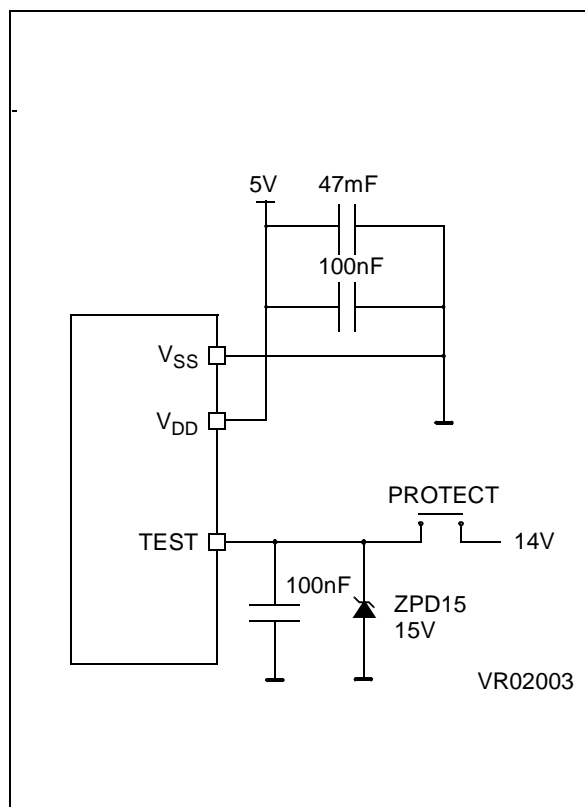 5V 47mF
100nF
VSS
VDD
PROTECT
TEST 14V
100nF ZPD15
15V
VR02003